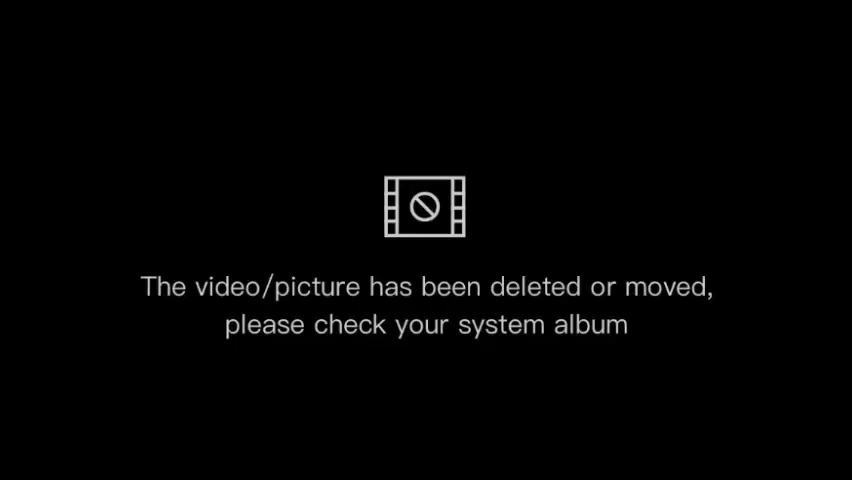 The video/picture has been deleted or moved,
please check your system album